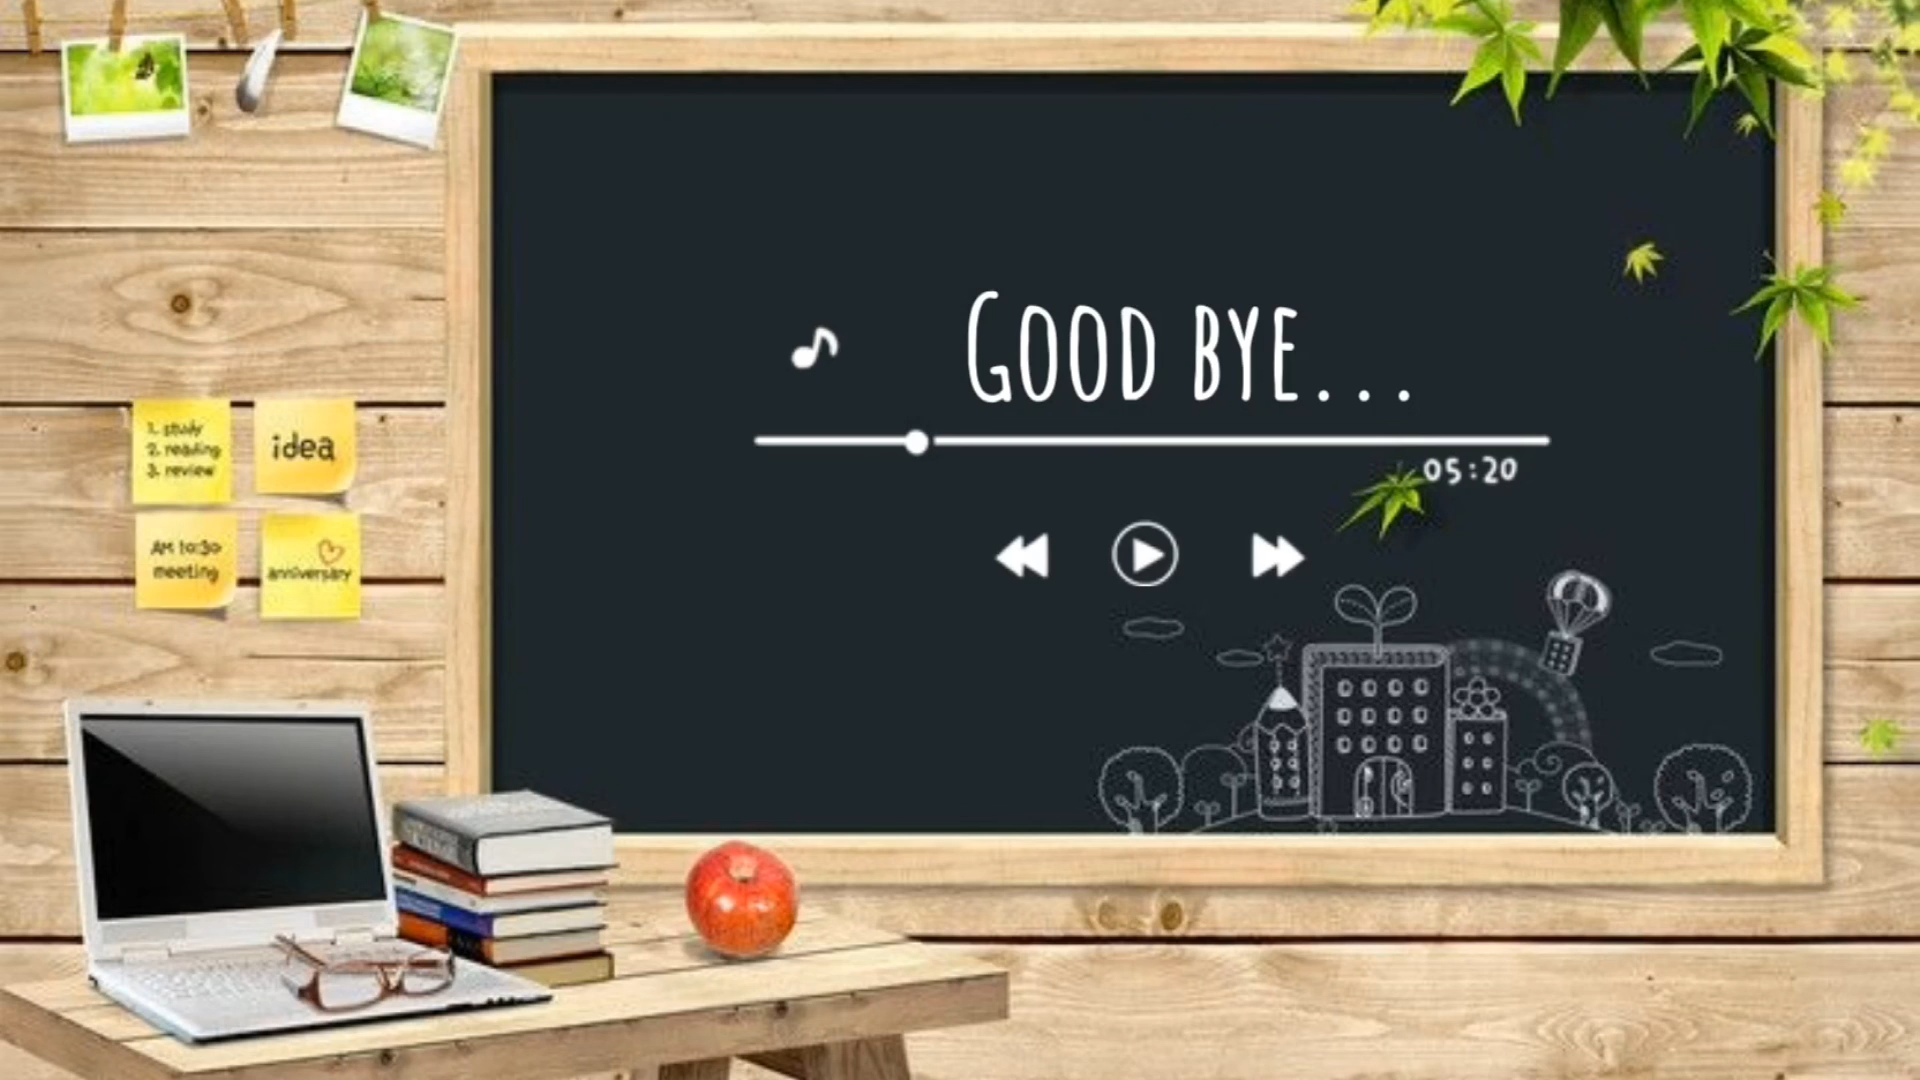 Good bye...
05:20
1. study
2. reading
3. review
idea
AM 10:30
meeting
anniversary